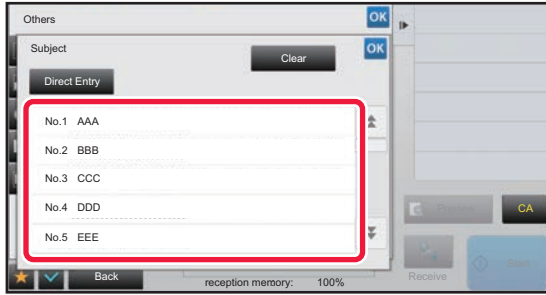 Others
OK
Subject
Clear
OK
Direct Entry
No.1 AAA
No.2 BBB
No.3 CCC
No.4 DDD
No.5 EEE
CA
Back
reception memory: 100%
Receive
Start